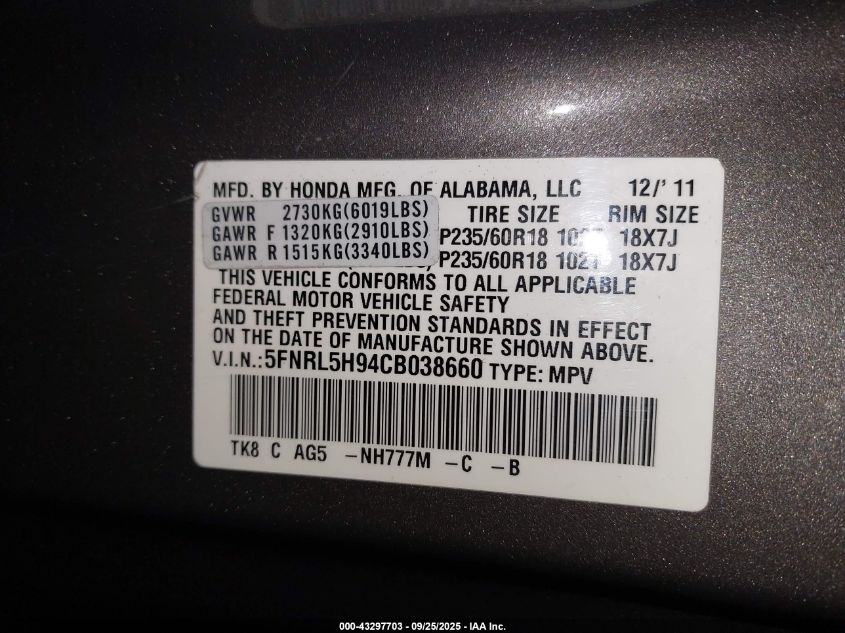 MFD. BY HONDA MFG. OF ALABAMA, LLC 12/'11
GVWR 2730KG(6019LBS) TIRE SIZE RIM SIZE
GAWR F 1320KG(2910LBS) P235/60R18 18X7J
GAWR R 1515KG(3340LBS) P235/60R18 18X7J
THIS VEHICLE CONFORMS TO ALL APPLICABLE
FEDERAL MOTOR VEHICLE SAFETY
AND THEFT PREVENTION STANDARDS IN EFFECT
ON THE DATE OF MANUFACTURE SHOWN ABOVE.
V.I.N.:5FNRL5H94CB038660 TYPE: MPV
TK8 C AG5 -NH777M -C -B
000-43297703 - 09/25/2025 - IAA Inc.